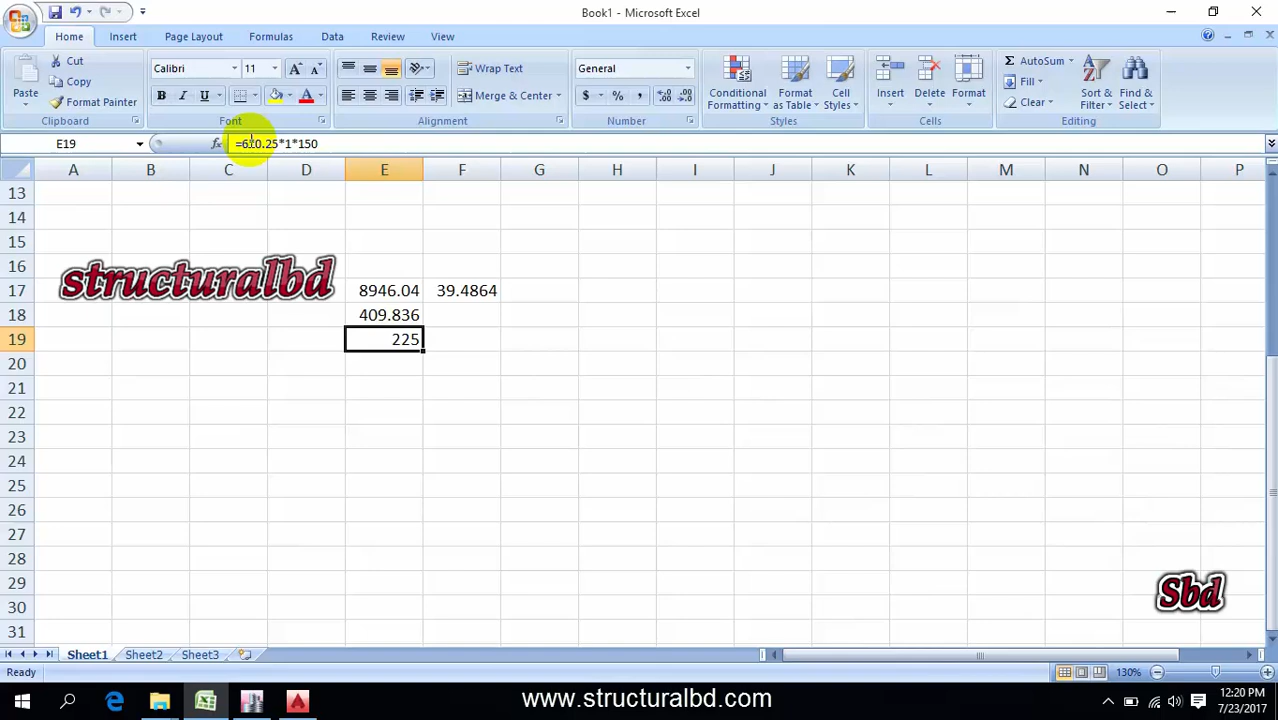 Book1 - Microsoft Excel
Home Insert Page Layout Formulas Data Review View
Paste
Cut
Copy
Format Painter
Clipboard
Calibri 11
B I U
Font
Wrap Text
Merge & Center
Alignment
General
$ % ,
Number
Conditional Formatting
Format as Table
Cell Styles
Styles
Insert Delete Format
Cells
Σ AutoSum
Fill
Clear
Sort & Filter
Find & Select
Editing
E19 fx
A B C D E F G H I J K L M N O P
13
14
15
16
structuralbd
17 8946.04 39.4864
18 409.836
19 225
20
21
22
23
24
25
26
27
28
29
Sbd
30
31
Sheet1 Sheet2 Sheet3
Ready 130%
www.structuralbd.com
12:20 PM
7/23/2017